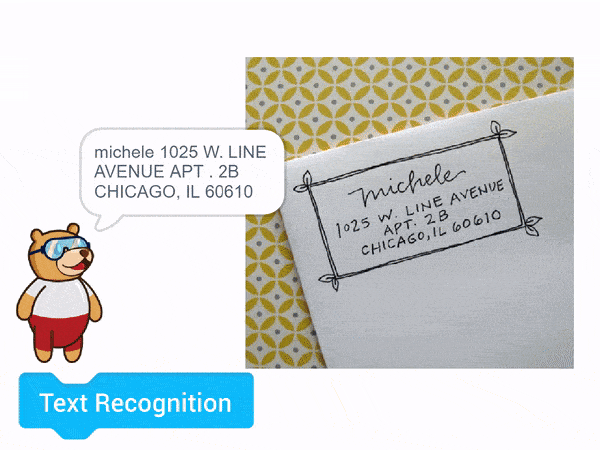 michele 1025 W. LINE
AVENUE APT . 2B
CHICAGO, IL 60610
michele
1025 W. LINE AVENUE
APT. 2B
CHICAGO, IL 60610
Text Recognition